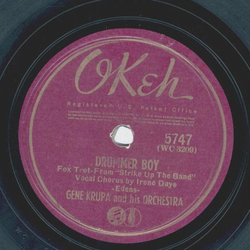 OKeh
Registered U.S. Patent Office
5747
(WC 3209)
DRUMMER BOY
Fox Trot-From "Strike Up The Band"
Vocal Chorus by Irene Daye
-Edens-
GENE KRUPA and his ORCHESTRA